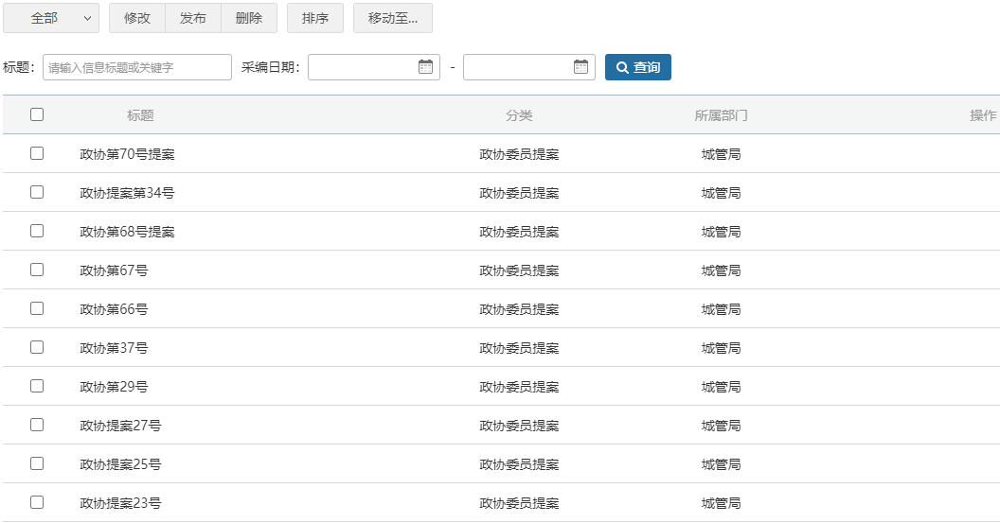 全部 修改 发布 删除 排序 移动至...
标题: 请输入信息标题或关键字 采编日期: - 查询
标题 分类 所属部门 操作
政协第70号提案 政协委员提案 城管局
政协提案第34号 政协委员提案 城管局
政协第68号提案 政协委员提案 城管局
政协第67号 政协委员提案 城管局
政协第66号 政协委员提案 城管局
政协第37号 政协委员提案 城管局
政协第29号 政协委员提案 城管局
政协提案27号 政协委员提案 城管局
政协提案25号 政协委员提案 城管局
政协提案23号 政协委员提案 城管局